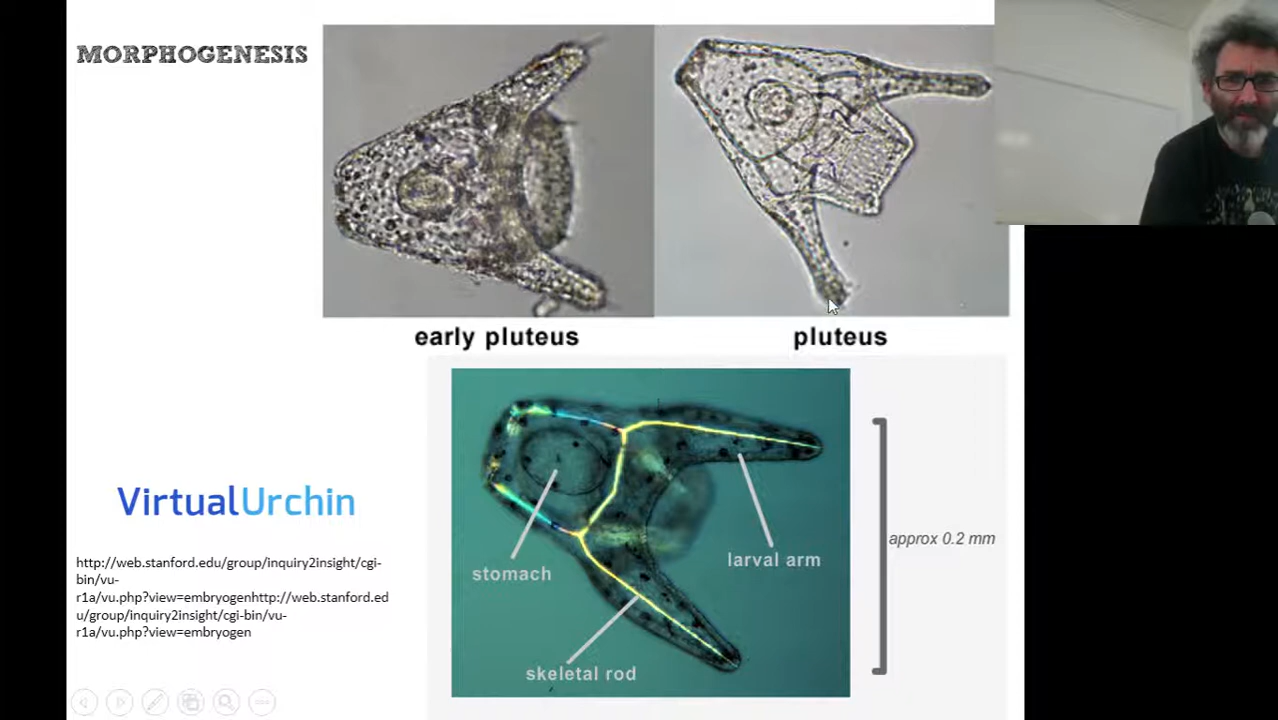 MORPHOGENESIS
early pluteus
pluteus
VirtualUrchin
http://web.stanford.edu/group/inquiry2insight/cgi-
bin/vu-
r1a/vu.php?view=embryogenhttp://web.stanford.ed
u/group/inquiry2insight/cgi-bin/vu-
r1a/vu.php?view=embryogen
stomach
larval arm
skeletal rod
approx 0.2 mm